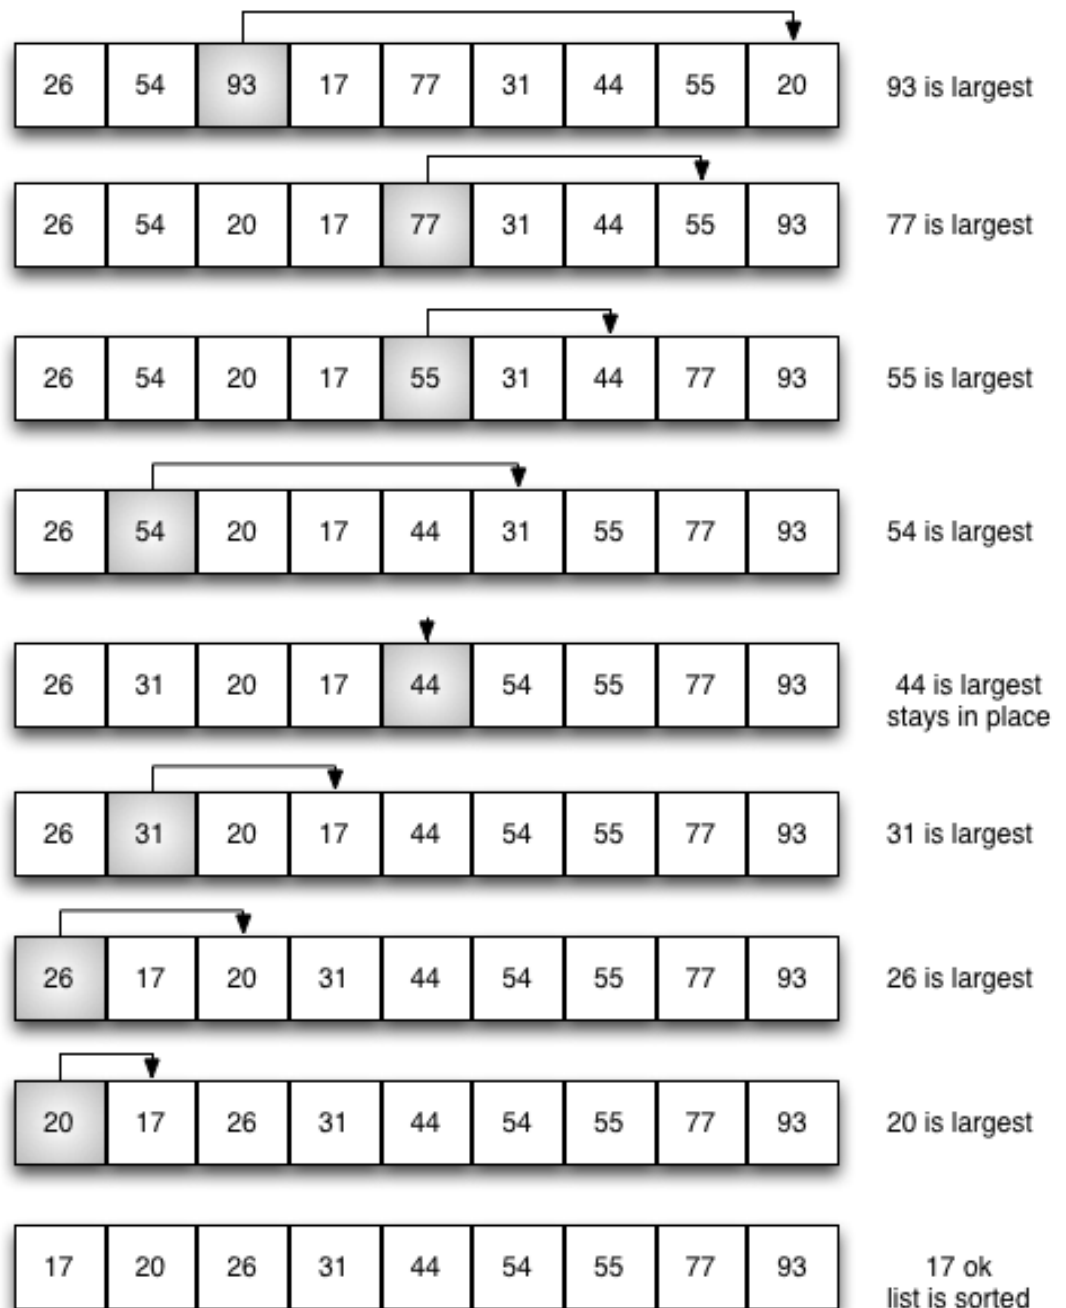 26 54 93 17 77 31 44 55 20 93 is largest
26 54 20 17 77 31 44 55 93 77 is largest
26 54 20 17 55 31 44 77 93 55 is largest
26 54 20 17 44 31 55 77 93 54 is largest
26 31 20 17 44 54 55 77 93 44 is largest
stays in place
26 31 20 17 44 54 55 77 93 31 is largest
26 17 20 31 44 54 55 77 93 26 is largest
20 17 26 31 44 54 55 77 93 20 is largest
17 20 26 31 44 54 55 77 93 17 ok
list is sorted